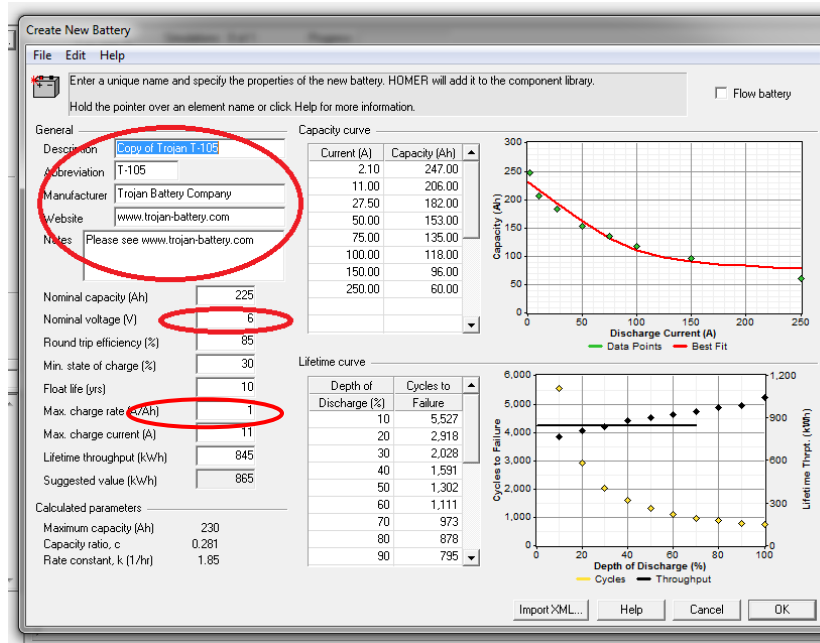 Create New Battery
File Edit Help
Enter a unique name and specify the properties of the new battery. HOMER will add it to the component library.
Hold the pointer over an element name or click Help for more information.
Flow battery
General
Description Copy of Trojan T-105
Abbreviation T-105
Manufacturer Trojan Battery Company
Website www.trojan-battery.com
Notes Please see www.trojan-battery.com
Nominal capacity (Ah) 225
Nominal voltage (V) 6
Round trip efficiency (%) 85
Min. state of charge (%) 30
Float life (yrs) 10
Max. charge rate (A/Ah) 1
Max. charge current (A) 11
Lifetime throughput (kWh) 845
Suggested value (kWh) 865
Calculated parameters
Maximum capacity (Ah) 230
Capacity ratio, c 0.281
Rate constant, k (1/hr) 1.85
Capacity curve
Current (A) Capacity (Ah)
2.10 247.00
11.00 206.00
27.50 182.00
50.00 153.00
75.00 135.00
100.00 118.00
150.00 96.00
250.00 60.00
Capacity (Ah)
300
250
200
150
100
50
0
0 50 100 150 200 250
Discharge Current (A)
Data Points Best Fit
Lifetime curve
Depth of Cycles to
Discharge (%) Failure
10 5,527
20 2,918
30 2,028
40 1,591
50 1,302
60 1,111
70 973
80 878
90 795
Cycles to Failure
6,000
5,000
4,000
3,000
2,000
1,000
0
0 20 40 60 80 100
Depth of Discharge (%)
Cycles Throughput
1,200
900
600
300
0
Lifetime Thrpt. (kWh)
Import XML... Help Cancel OK